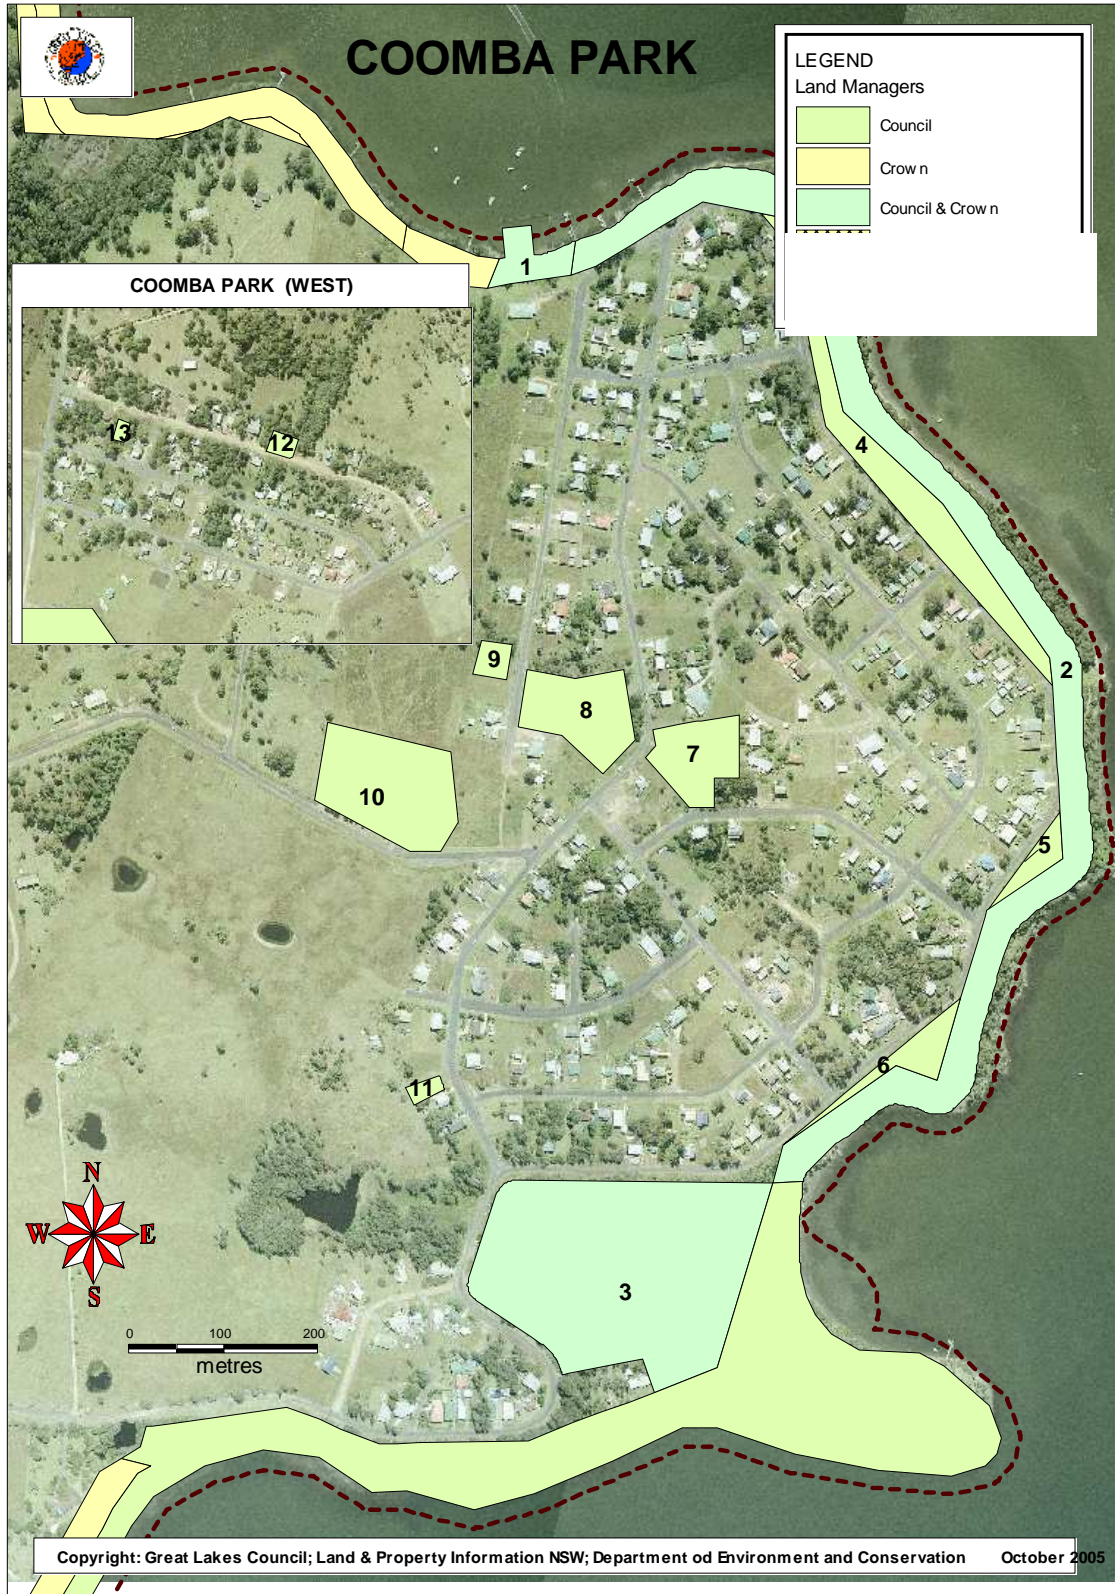 COOMBA PARK
LEGEND
Land Managers
Council
Crown
Council & Crown
1
COOMBA PARK (WEST)
13
12
4
2
9
8
7
10
5
6
11
N
W E
S
3
0 100 200
metres
Copyright: Great Lakes Council; Land & Property Information NSW; Department od Environment and Conservation October 2005